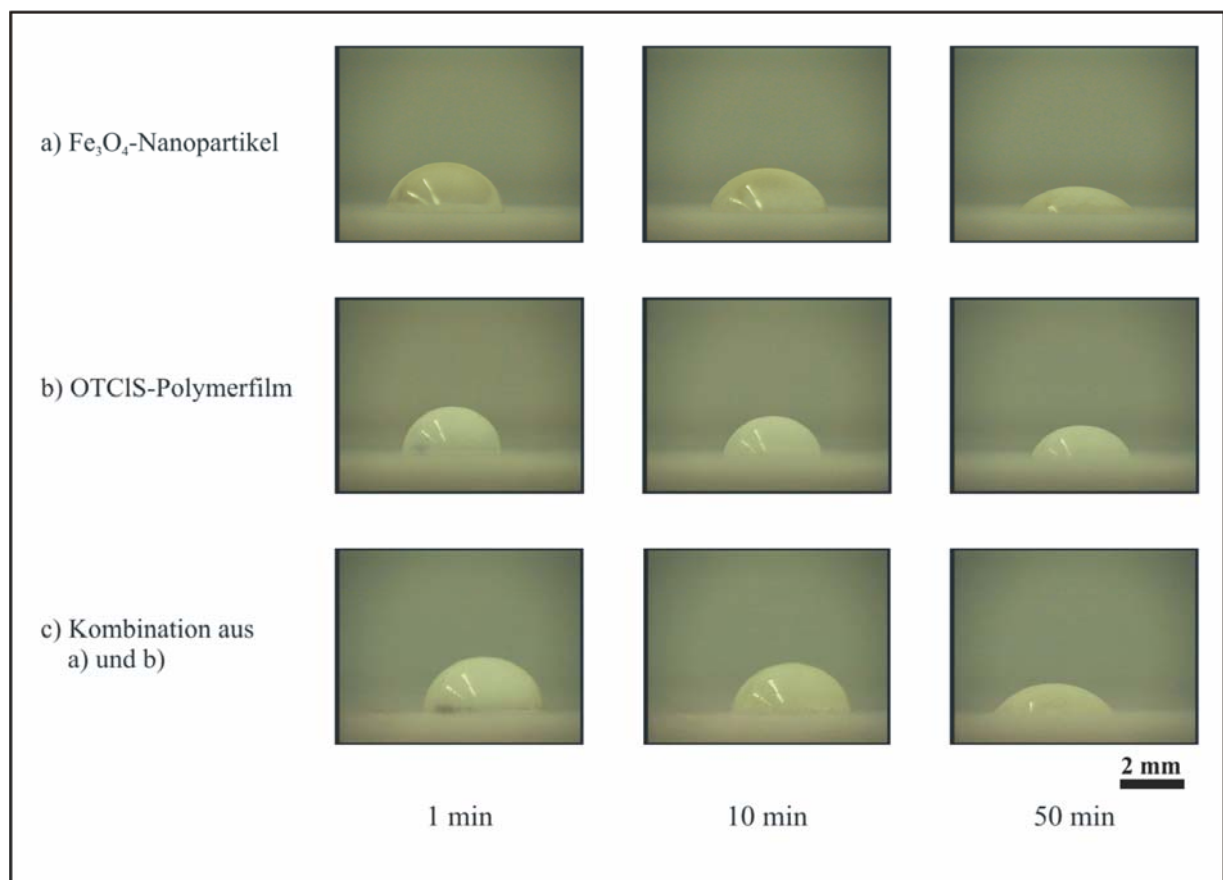 a) Fe₃O₄-Nanopartikel
b) OTClS-Polymerfilm
c) Kombination aus
a) und b)
2 mm
1 min 10 min 50 min